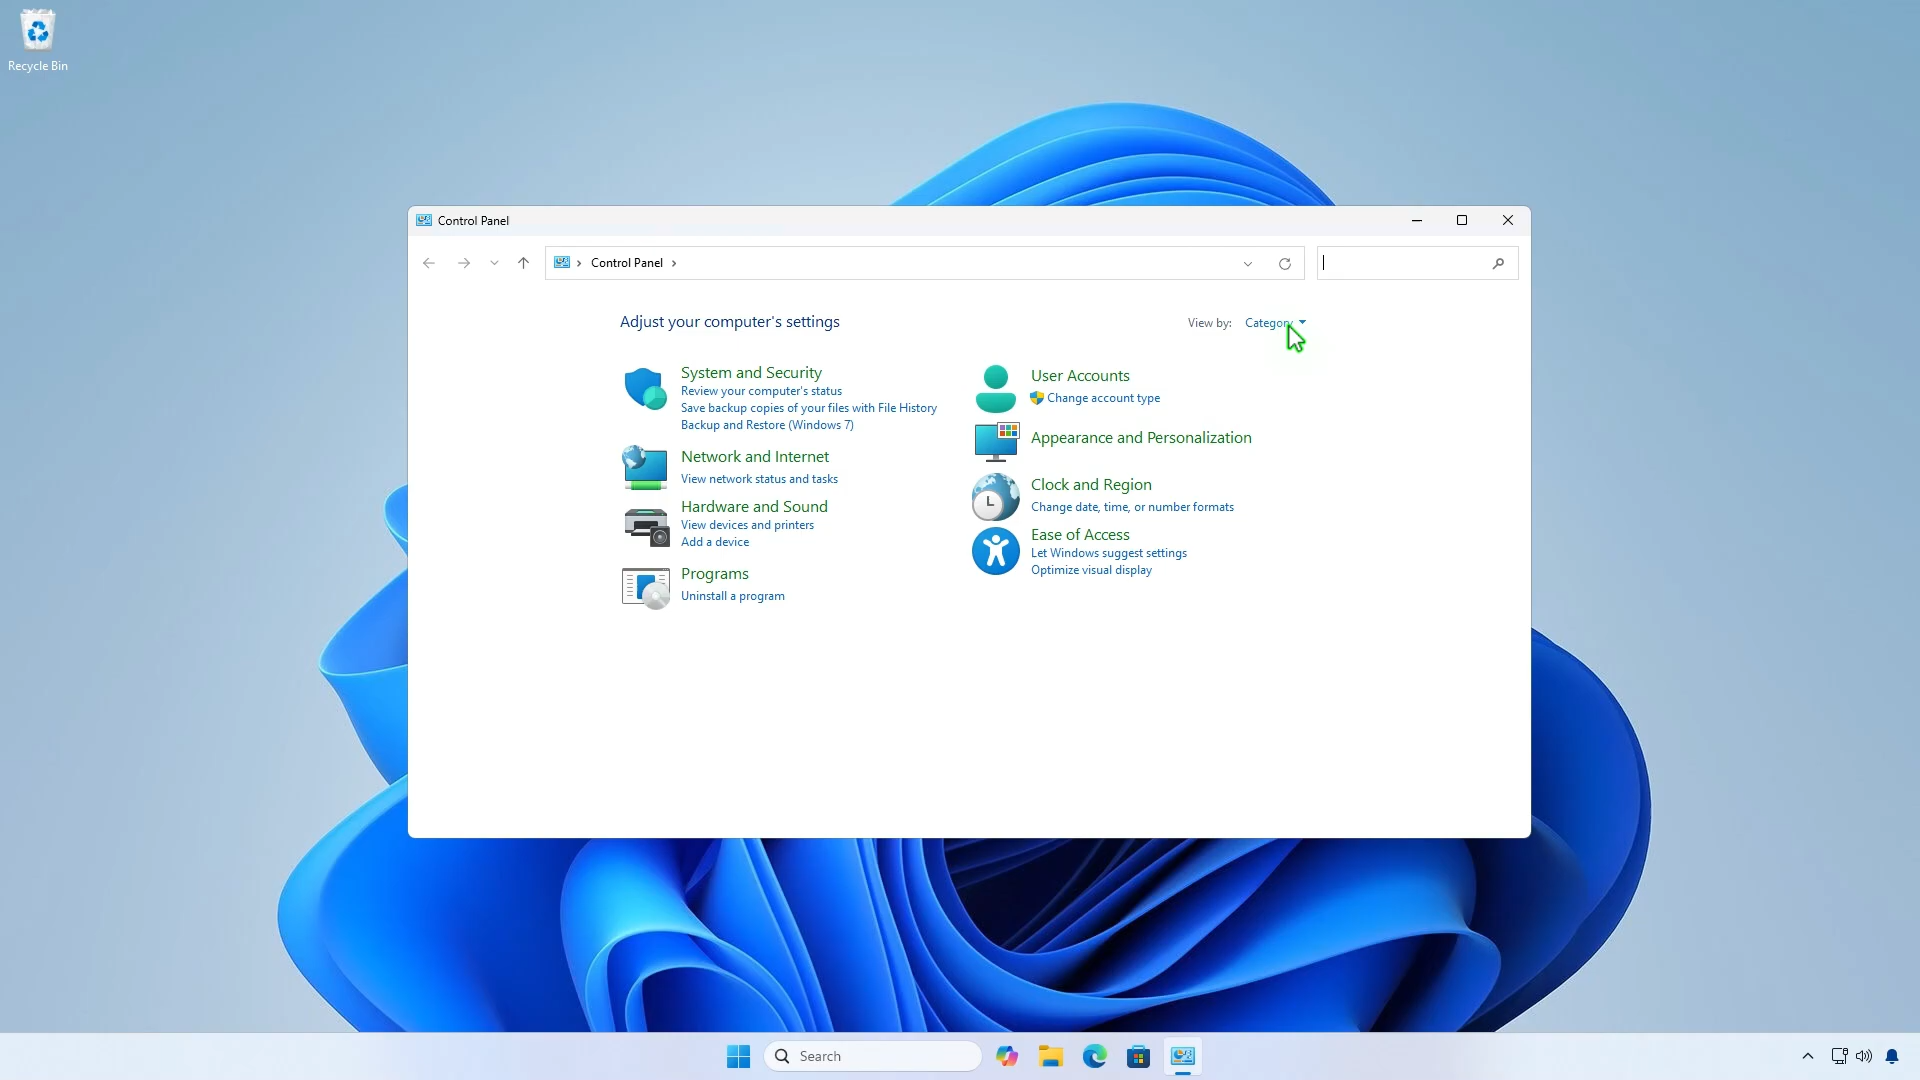 Recycle Bin
Control Panel
Control Panel
Adjust your computer's settings
View by: Category
System and Security
Review your computer's status
Save backup copies of your files with File History
Backup and Restore (Windows 7)
Network and Internet
View network status and tasks
Hardware and Sound
View devices and printers
Add a device
Programs
Uninstall a program
User Accounts
Change account type
Appearance and Personalization
Clock and Region
Change date, time, or number formats
Ease of Access
Let Windows suggest settings
Optimize visual display
Search